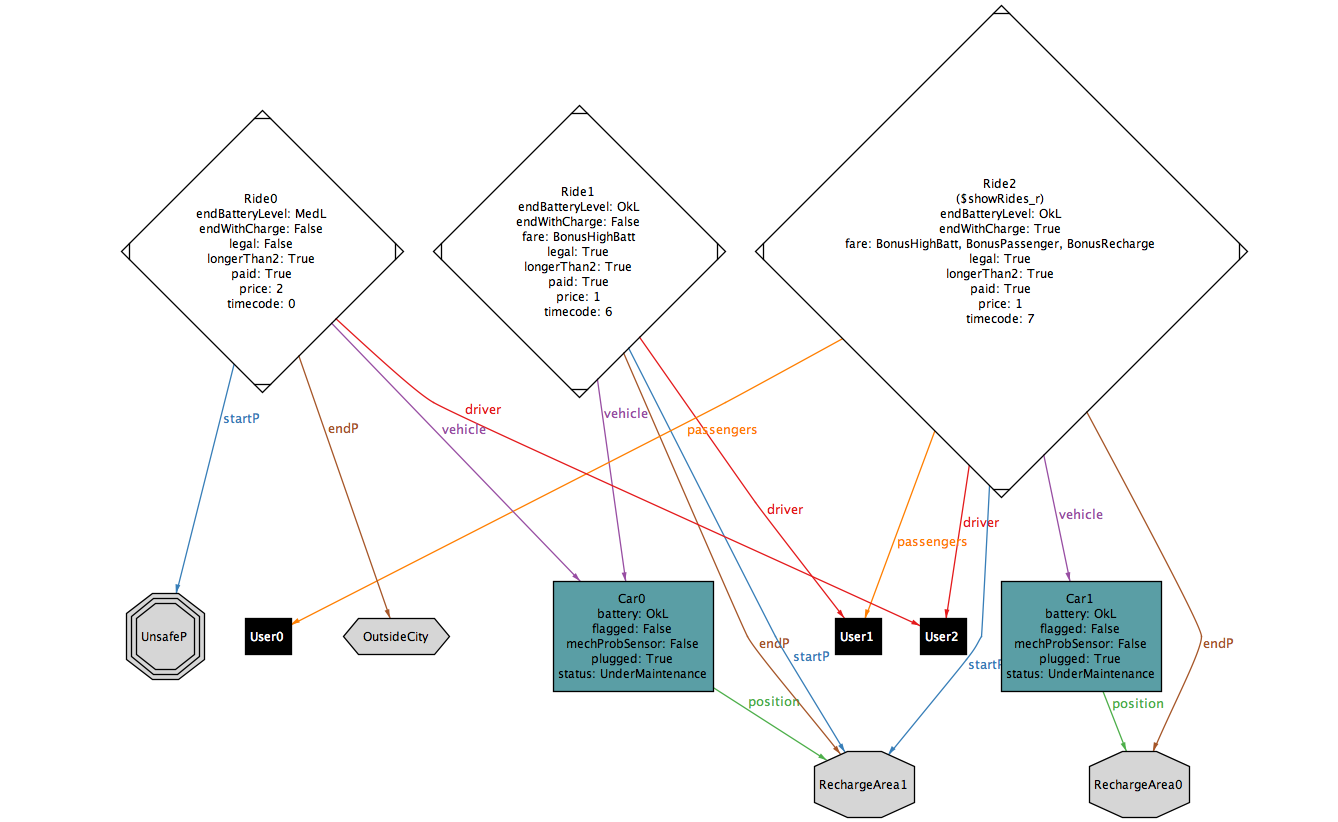 Ride0
endBatteryLevel: MedL
endWithCharge: False
legal: False
longerThan2: True
paid: True
price: 2
timecode: 0
Ride1
endBatteryLevel: OkL
endWithCharge: False
fare: BonusHighBatt
legal: True
longerThan2: True
paid: True
price: 1
timecode: 6
Ride2
($showRides_r)
endBatteryLevel: OkL
endWithCharge: True
fare: BonusHighBatt, BonusPassenger, BonusRecharge
legal: True
longerThan2: True
paid: True
price: 1
timecode: 7
startP
endP
driver
vehicle
vehicle
passengers
driver
passengers
driver
vehicle
UnsafeP
User0
OutsideCity
Car0
battery: OkL
flagged: False
mechProbSensor: False
plugged: True
status: UnderMaintenance
endP
startP
User1
User2
startP
Car1
battery: OkL
flagged: False
mechProbSensor: False
plugged: True
status: UnderMaintenance
endP
position
position
RechargeArea1
RechargeArea0